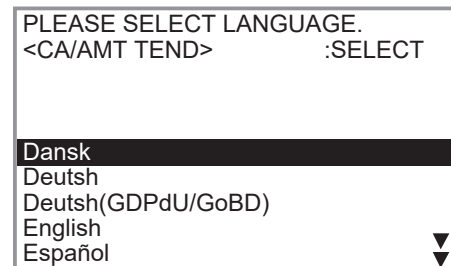 PLEASE SELECT LANGUAGE.
<CA/AMT TEND> :SELECT
Dansk
Deutsh
Deutsh(GDPdU/GoBD)
English
Español